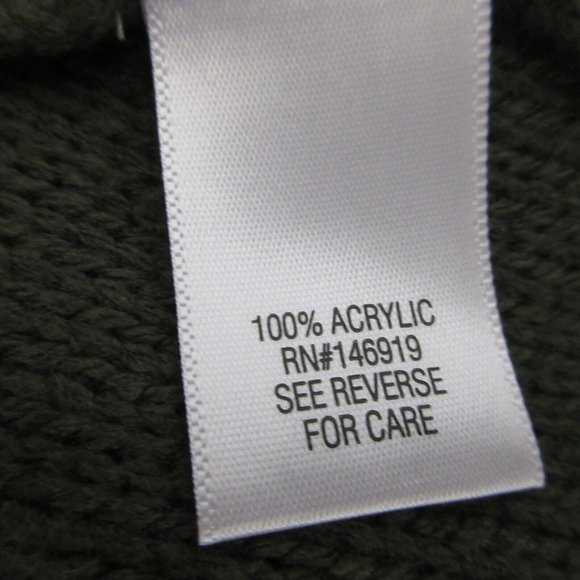 100% ACRYLIC
RN#146919
SEE REVERSE
FOR CARE